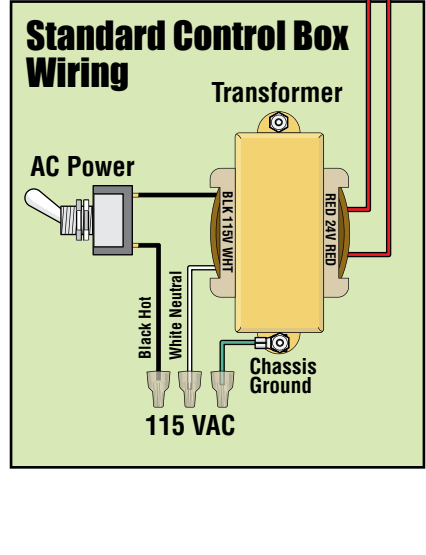 Standard Control Box
Wiring
Transformer
AC Power
BLK 115V WHT
RED 24V RED
Black Hot
White Neutral
Chassis
Ground
115 VAC